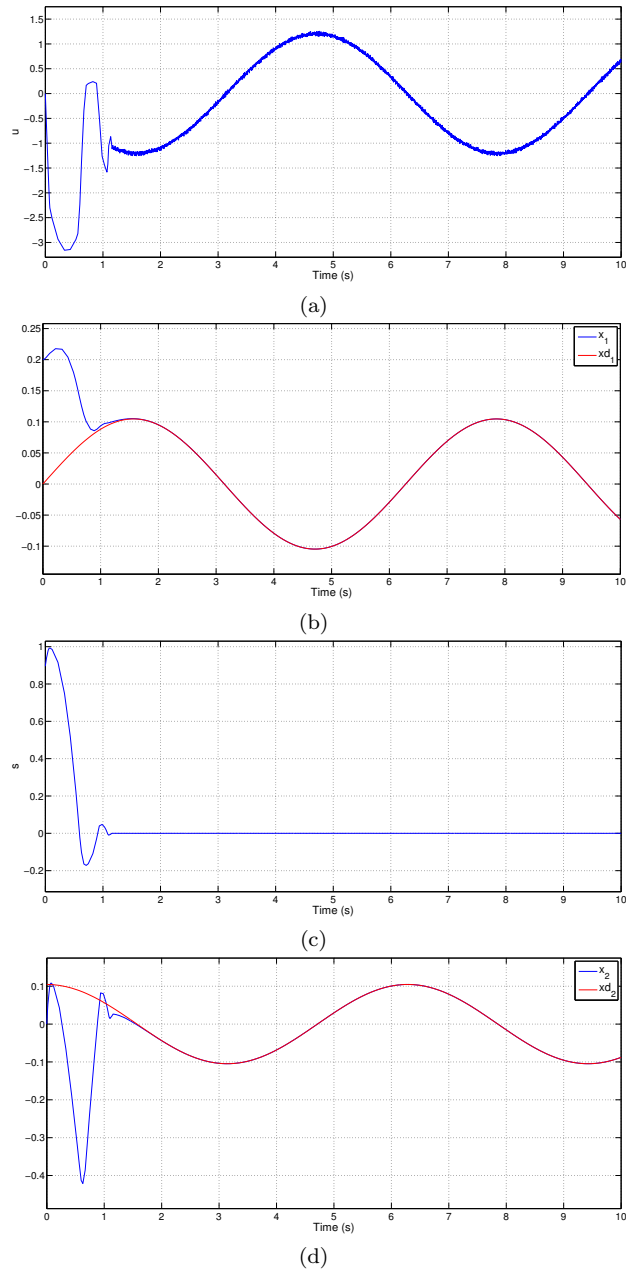 1.5
1
0.5
0
−0.5
−1
−1.5
−2
−2.5
−3
u
0 1 2 3 4 5 6 7 8 9 10
Time (s)
(a)
0.25
0.2
0.15
0.1
0.05
0
−0.05
−0.1
x_1
xd_1
0 1 2 3 4 5 6 7 8 9 10
Time (s)
(b)
1
0.8
0.6
0.4
0.2
0
−0.2
s
0 1 2 3 4 5 6 7 8 9 10
Time (s)
(c)
0.1
0
−0.1
−0.2
−0.3
−0.4
x_2
xd_2
0 1 2 3 4 5 6 7 8 9 10
Time (s)
(d)